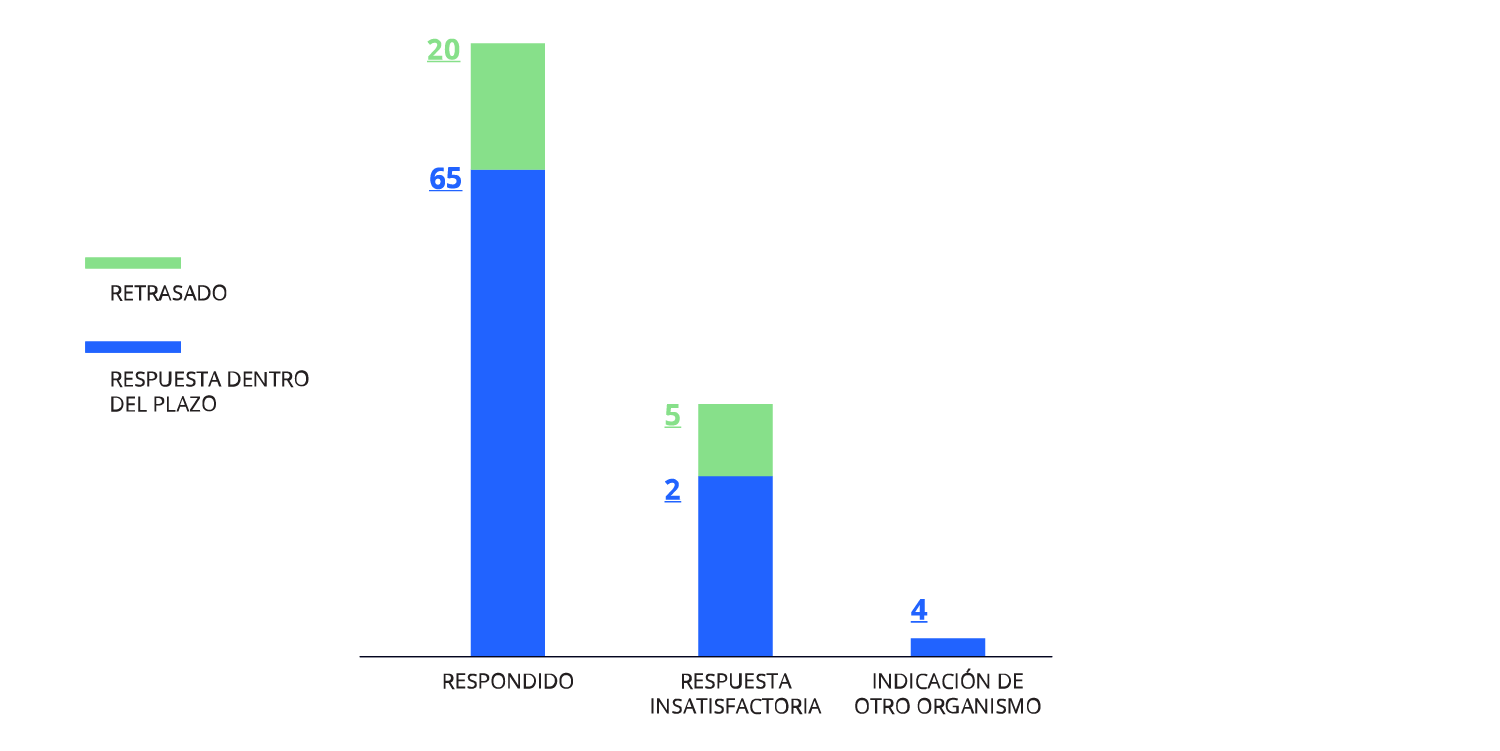 20
65
RETRASADO
RESPUESTA DENTRO
DEL PLAZO
5
2
4
RESPONDIDO
RESPUESTA
INSATISFACTORIA
INDICACIÓN DE
OTRO ORGANISMO